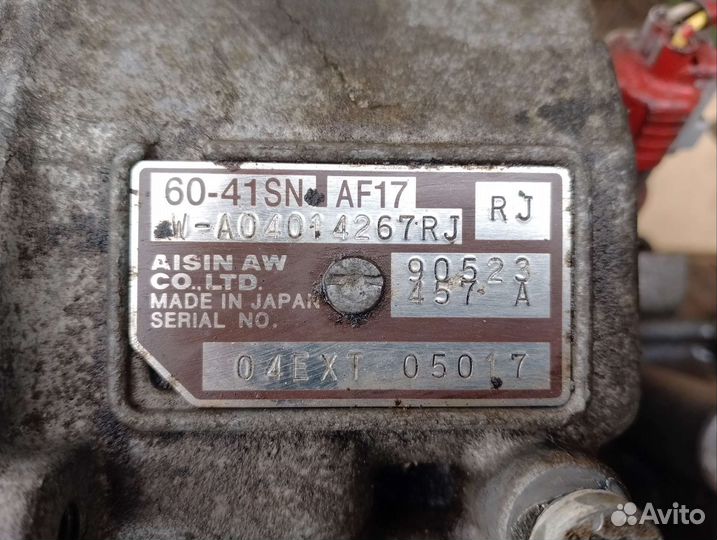 60-41SN AF17
W-A04014267RJ
RJ
AISIN AW
CO.,LTD.
MADE IN JAPAN
SERIAL NO.
90523
457 A
04EXT 05017
Avito